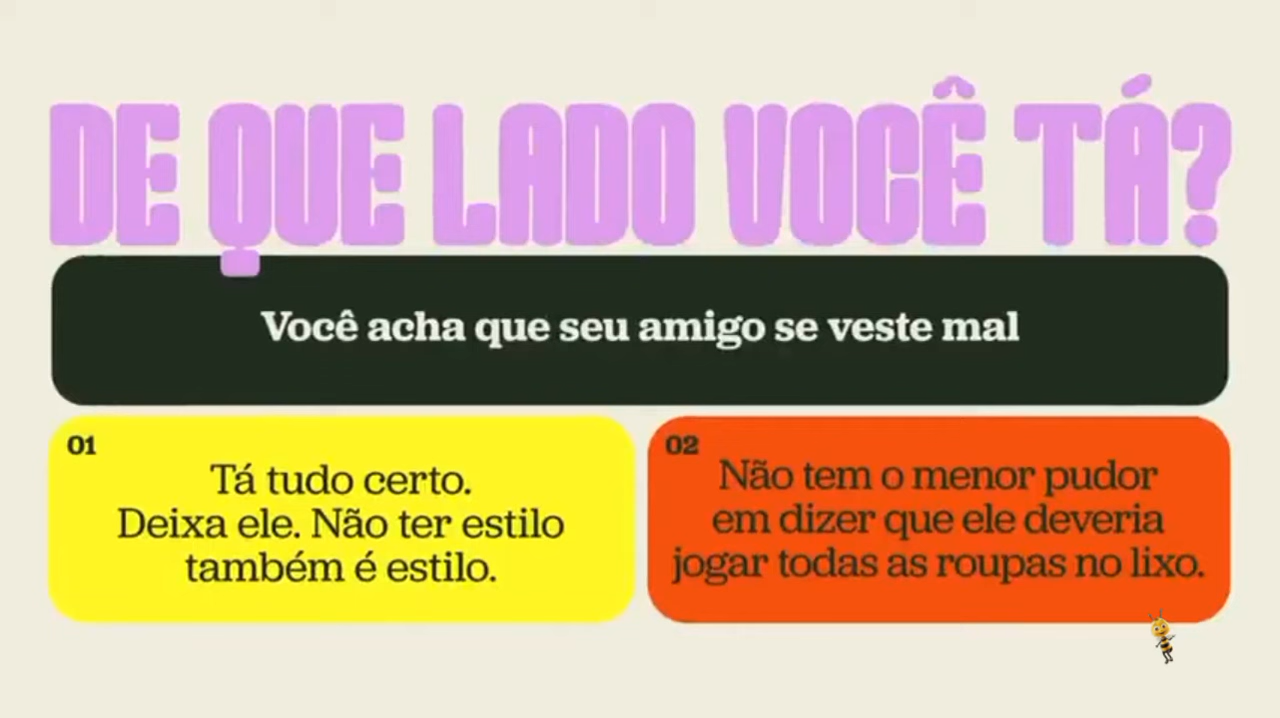 DE QUE LADO VOCÊ TÁ?
Você acha que seu amigo se veste mal
01
Tá tudo certo.
Deixa ele. Não ter estilo
também é estilo.
02
Não tem o menor pudor
em dizer que ele deveria
jogar todas as roupas no lixo.